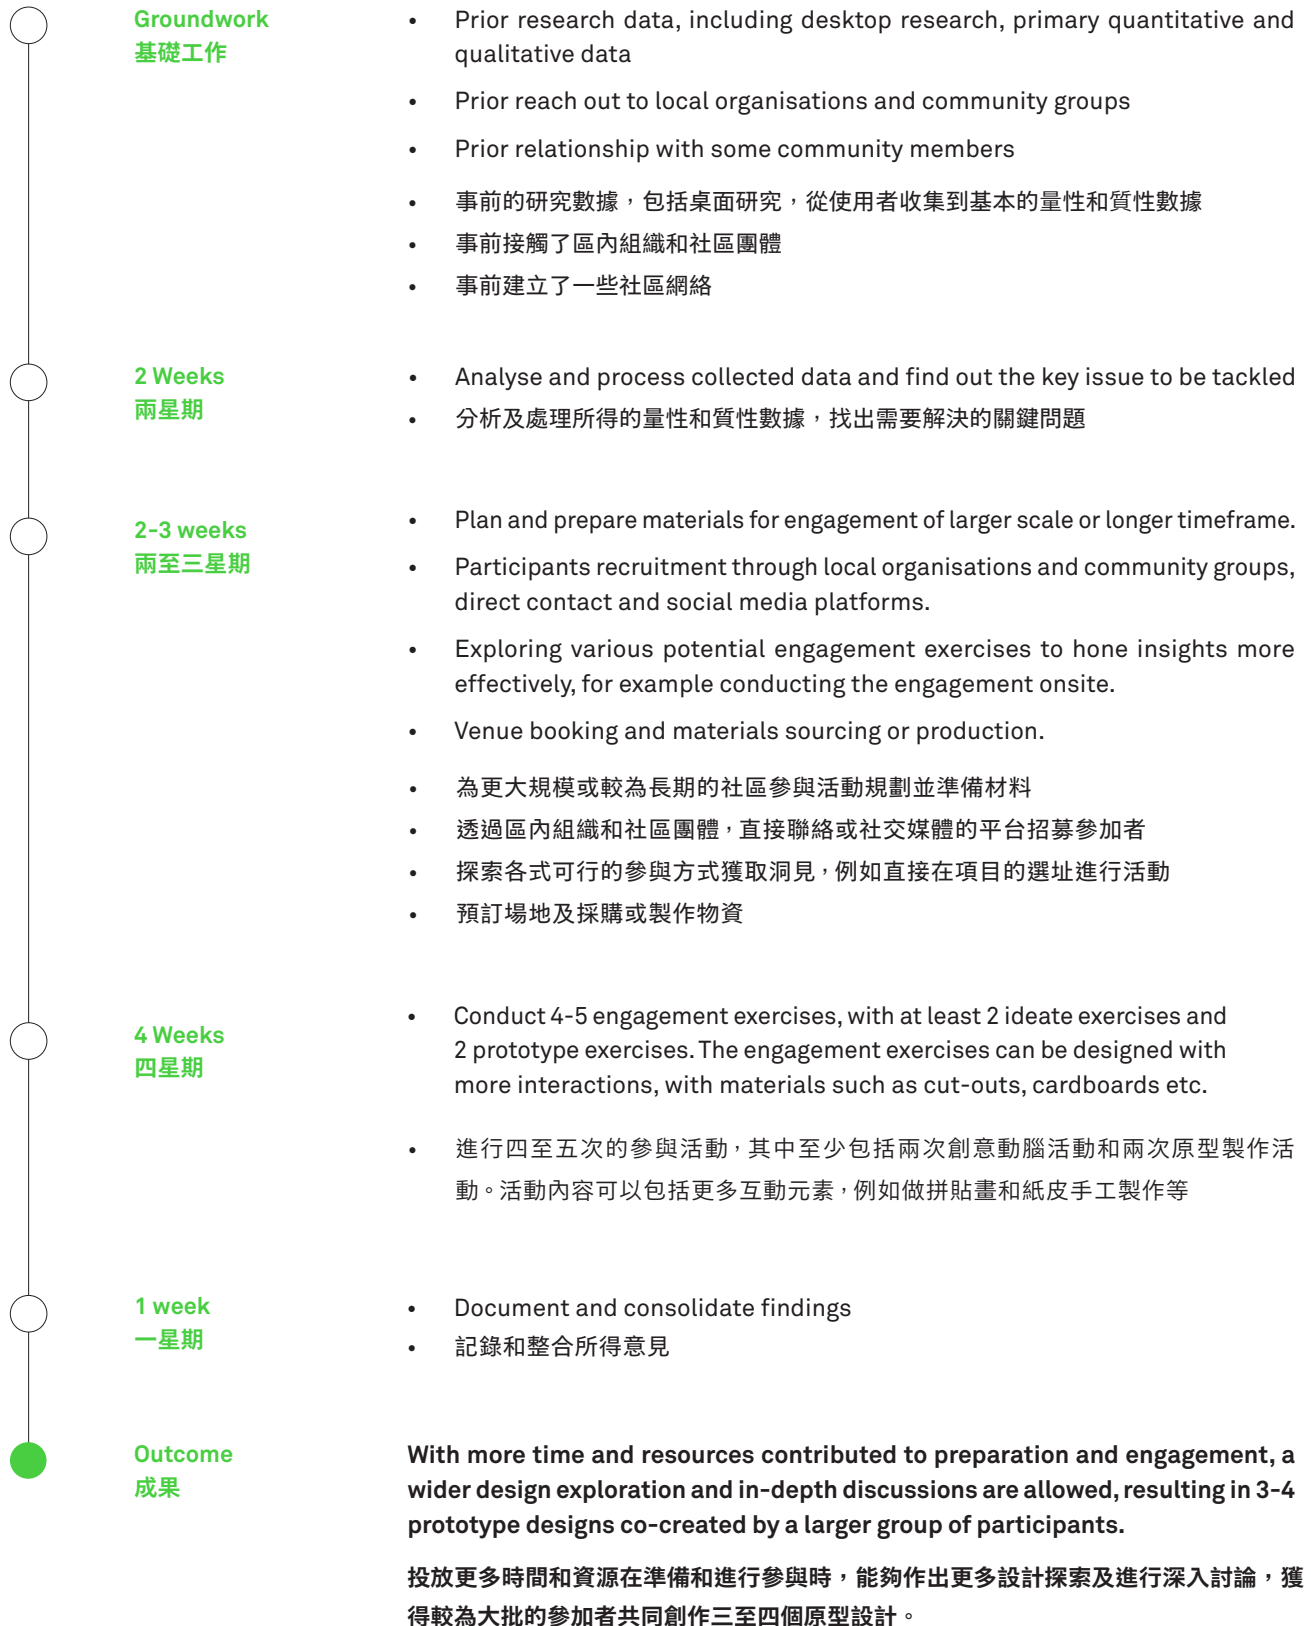 Groundwork
基礎工作
• Prior research data, including desktop research, primary quantitative and
qualitative data
• Prior reach out to local organisations and community groups
• Prior relationship with some community members
• 事前的研究數據，包括桌面研究，從使用者收集到基本的量性和質性數據
• 事前接觸了區內組織和社區團體
• 事前建立了一些社區網絡
2 Weeks
兩星期
• Analyse and process collected data and find out the key issue to be tackled
• 分析及處理所得的量性和質性數據，找出需要解決的關鍵問題
2-3 weeks
兩至三星期
• Plan and prepare materials for engagement of larger scale or longer timeframe.
• Participants recruitment through local organisations and community groups,
direct contact and social media platforms.
• Exploring various potential engagement exercises to hone insights more
effectively, for example conducting the engagement onsite.
• Venue booking and materials sourcing or production.
• 為更大規模或較為長期的社區參與活動規劃並準備材料
• 透過區內組織和社區團體，直接聯絡或社交媒體的平台招募參加者
• 探索各式可行的參與方式獲取洞見，例如直接在項目的選址進行活動
• 預訂場地及採購或製作物資
4 Weeks
四星期
• Conduct 4-5 engagement exercises, with at least 2 ideate exercises and
2 prototype exercises. The engagement exercises can be designed with
more interactions, with materials such as cut-outs, cardboards etc.
• 進行四至五次的參與活動，其中至少包括兩次創意動腦活動和兩次原型製作活
動。活動內容可以包括更多互動元素，例如做拼貼畫和紙皮手工製作等
1 week
一星期
• Document and consolidate findings
• 記錄和整合所得意見
Outcome
成果
With more time and resources contributed to preparation and engagement, a
wider design exploration and in-depth discussions are allowed, resulting in 3-4
prototype designs co-created by a larger group of participants.
投放更多時間和資源在準備和進行參與時，能夠作出更多設計探索及進行深入討論，獲
得較為大批的參加者共同創作三至四個原型設計。